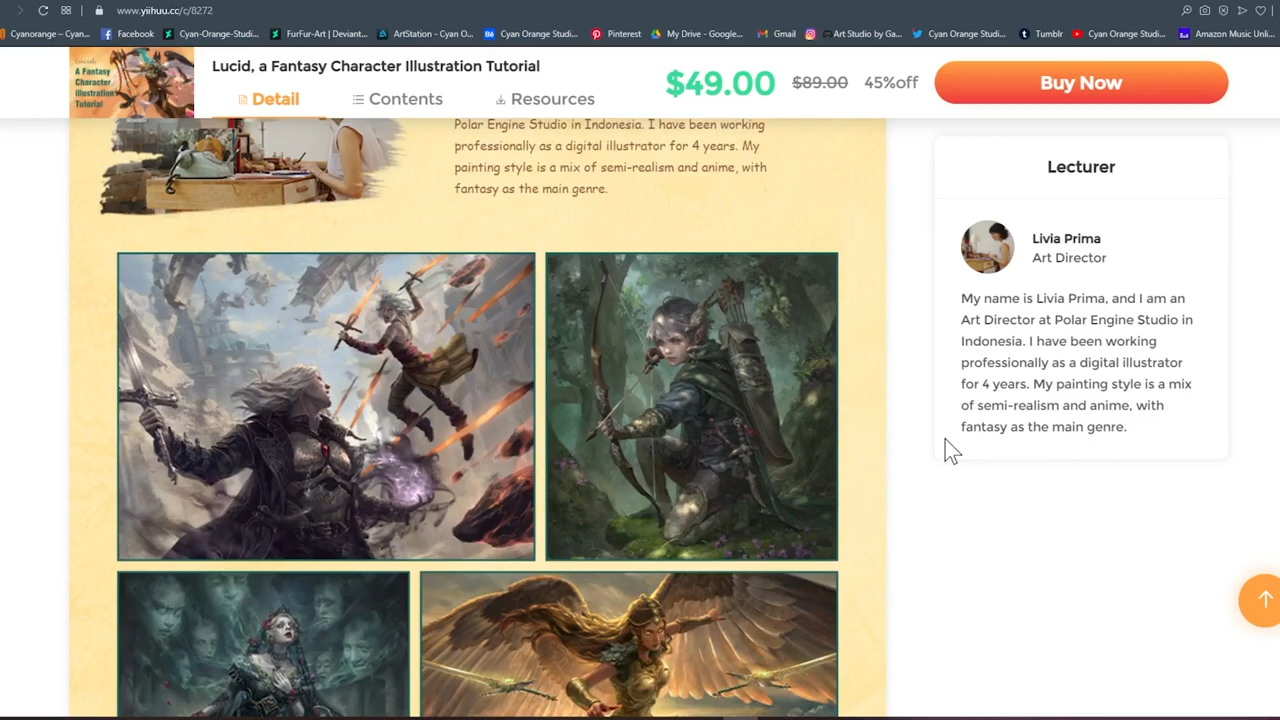 www.yiihuu.cc/c/8272
Cyanorange – Cyan...
Facebook
Cyan-Orange-Studi...
FurFur-Art | Deviant...
ArtStation - Cyan O...
Cyan Orange Studi...
Pinterest
My Drive – Google...
Gmail
Art Studio by Ga...
Cyan Orange Studi...
Tumblr
Cyan Orange Studi...
Amazon Music Unli...
Lucid,
A Fantasy
Character
Illustration
Tutorial
Lucid, a Fantasy Character Illustration Tutorial
Detail
Contents
Resources
$49.00
$89.00
45%off
Buy Now
Polar Engine Studio in Indonesia. I have been working
professionally as a digital illustrator for 4 years. My
painting style is a mix of semi-realism and anime, with
fantasy as the main genre.
Lecturer
Livia Prima
Art Director
My name is Livia Prima, and I am an
Art Director at Polar Engine Studio in
Indonesia. I have been working
professionally as a digital illustrator
for 4 years. My painting style is a mix
of semi-realism and anime, with
fantasy as the main genre.